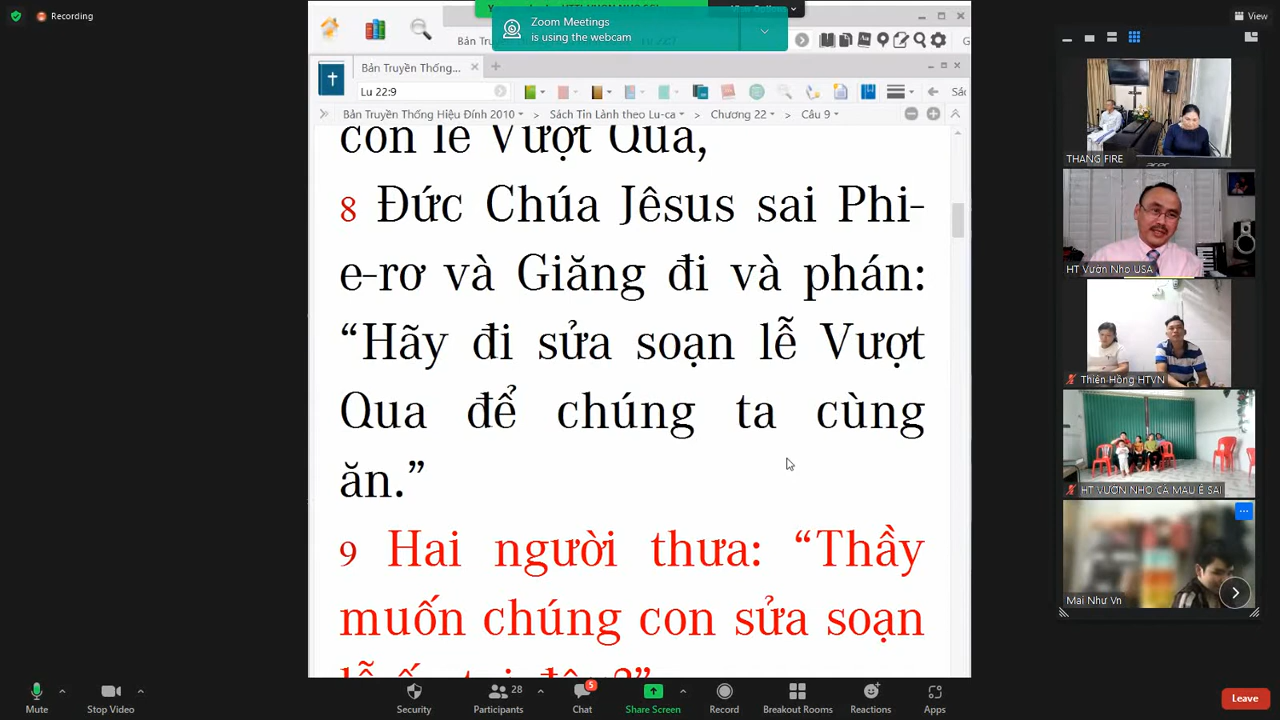 Recording
View
Zoom Meetings
is using the webcam
Bản Truyền Thống...
Lu 22:9
Bản Truyền Thống Hiệu Đính 2010
Sách Tin Lành theo Lu-ca
Chương 22
Câu 9
con lễ Vượt Qua,
8 Đức Chúa Jêsus sai Phi-
e-rơ và Giăng đi và phán:
“Hãy đi sửa soạn lễ Vượt
Qua để chúng ta cùng
ăn.”
9 Hai người thưa: “Thầy
muốn chúng con sửa soạn
lễ ấy tại đâu?”
THANG FIRE
acer
HT Vườn Nho USA
Thiên Hồng HTVN
HT VƯỜN NHO CÀ MAU Ê SAI
Mai Như Vn
Mute
Stop Video
Security
Participants
28
Chat
5
Share Screen
Record
Breakout Rooms
Reactions
Apps
Leave